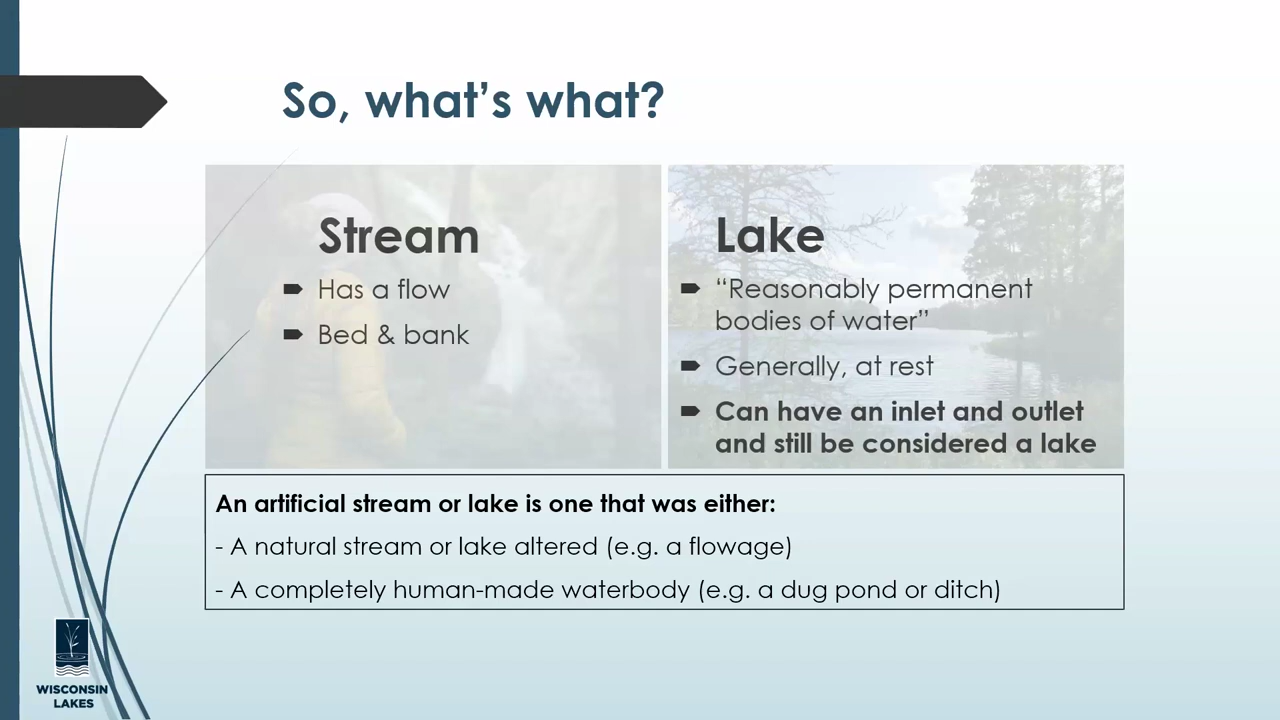 So, what’s what?
Stream
Has a flow
Bed & bank
Lake
“Reasonably permanent
bodies of water”
Generally, at rest
Can have an inlet and outlet
and still be considered a lake
An artificial stream or lake is one that was either:
- A natural stream or lake altered (e.g. a flowage)
- A completely human-made waterbody (e.g. a dug pond or ditch)
WISCONSIN
LAKES